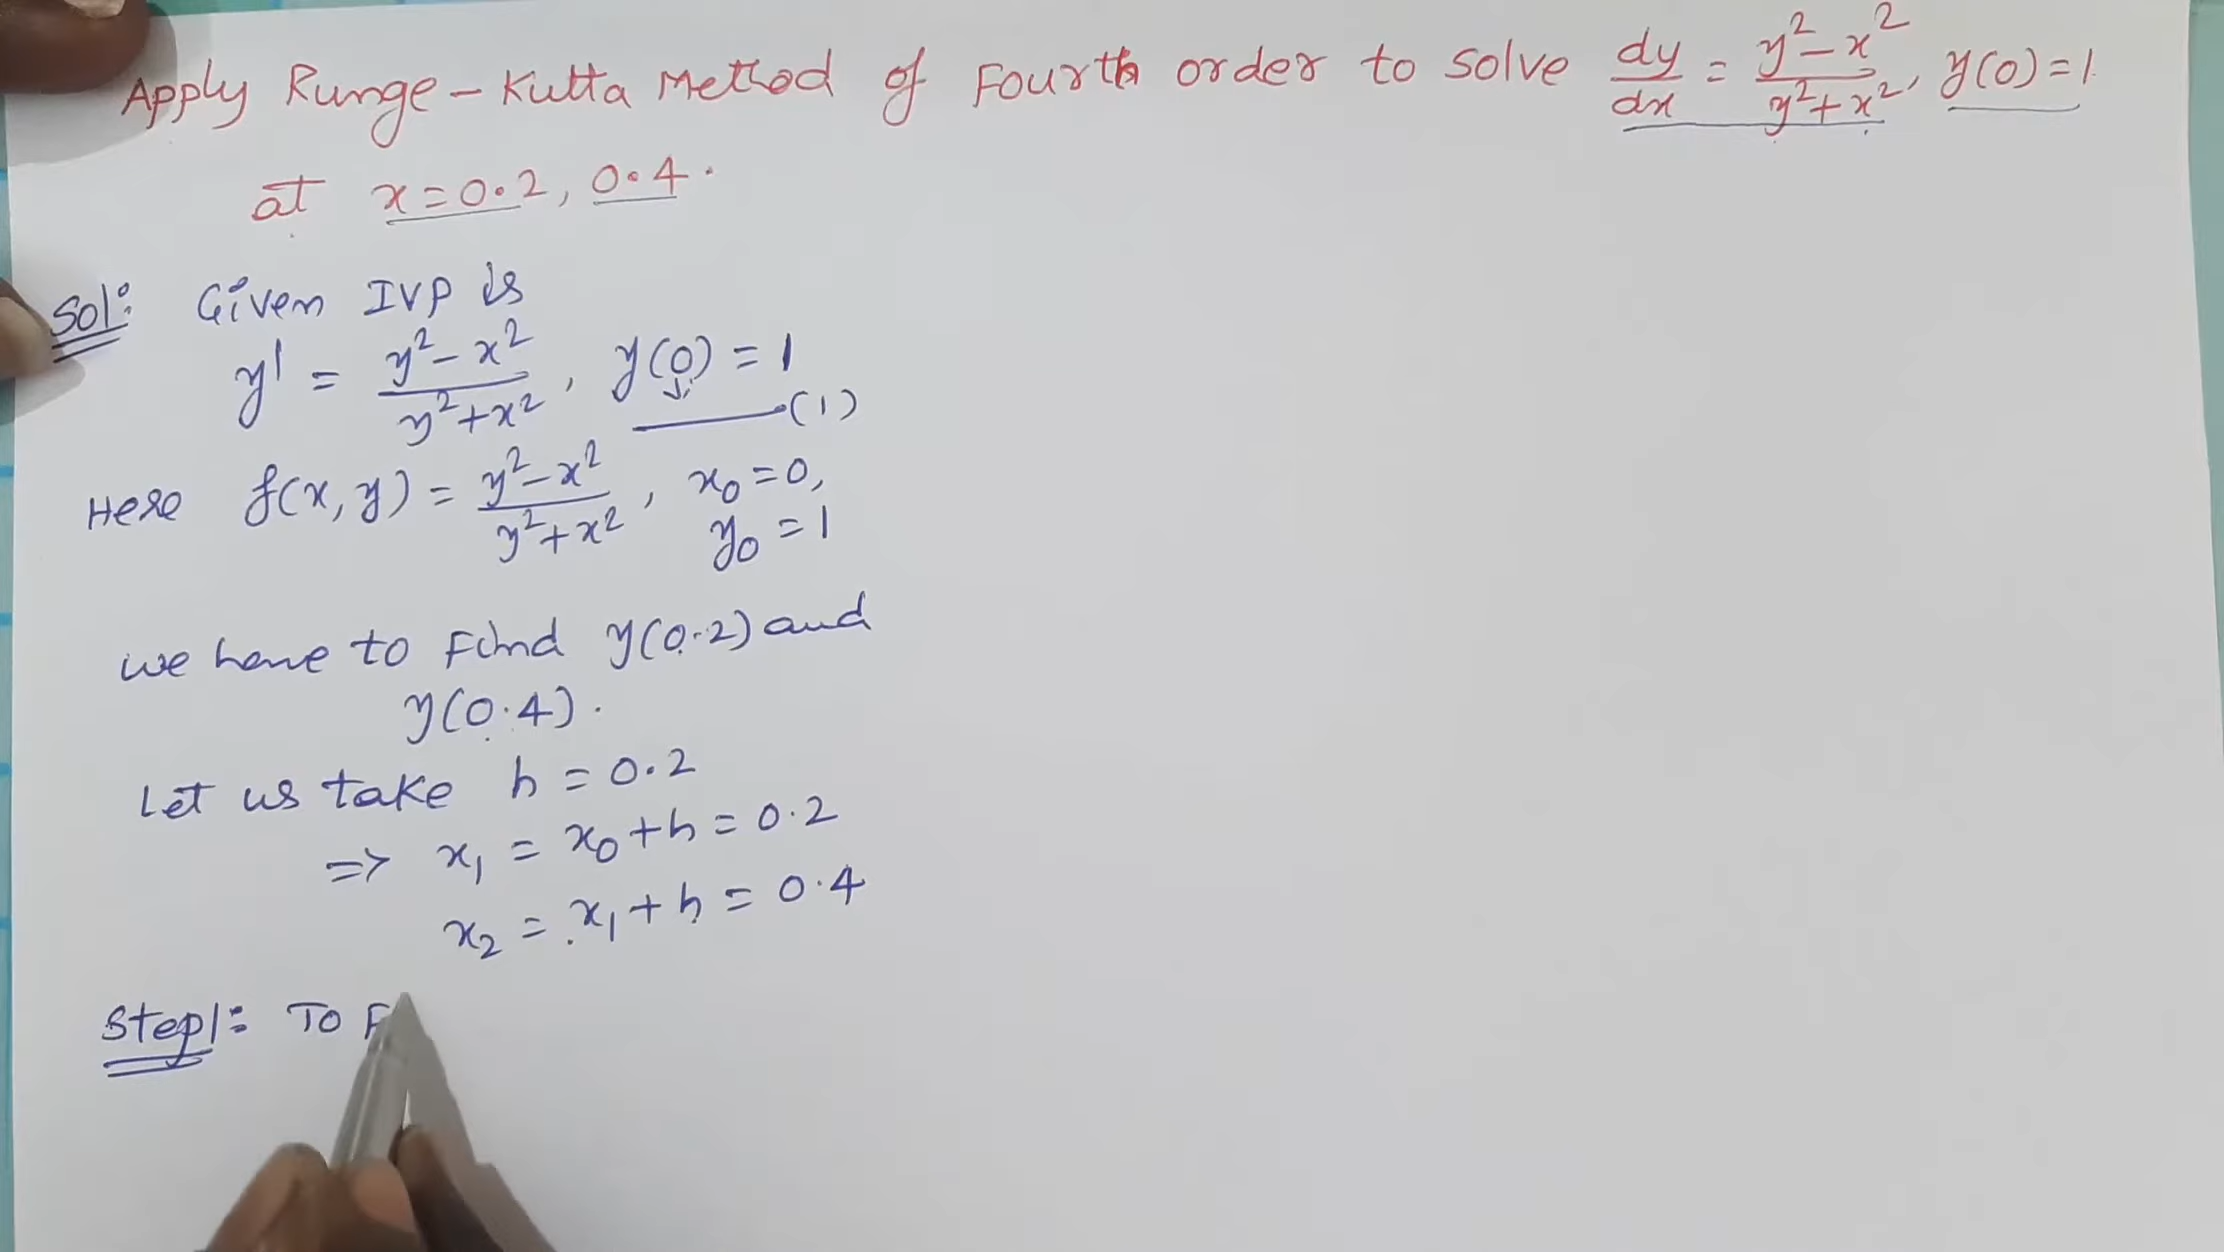 Apply Runge-Kutta Method of Fourth order to solve dy/dx = (y²-x²)/(y²+x²), y(0)=1
at x=0.2, 0.4.
Sol: Given IVP is
y' = (y²-x²)/(y²+x²), y(0)=1 —(1)
Here f(x,y) = (y²-x²)/(y²+x²), x₀=0,
y₀=1
we have to Find y(0.2) and
y(0.4).
Let us take h=0.2
=> x₁ = x₀+h = 0.2
x₂ = x₁+h = 0.4
Step1: To F